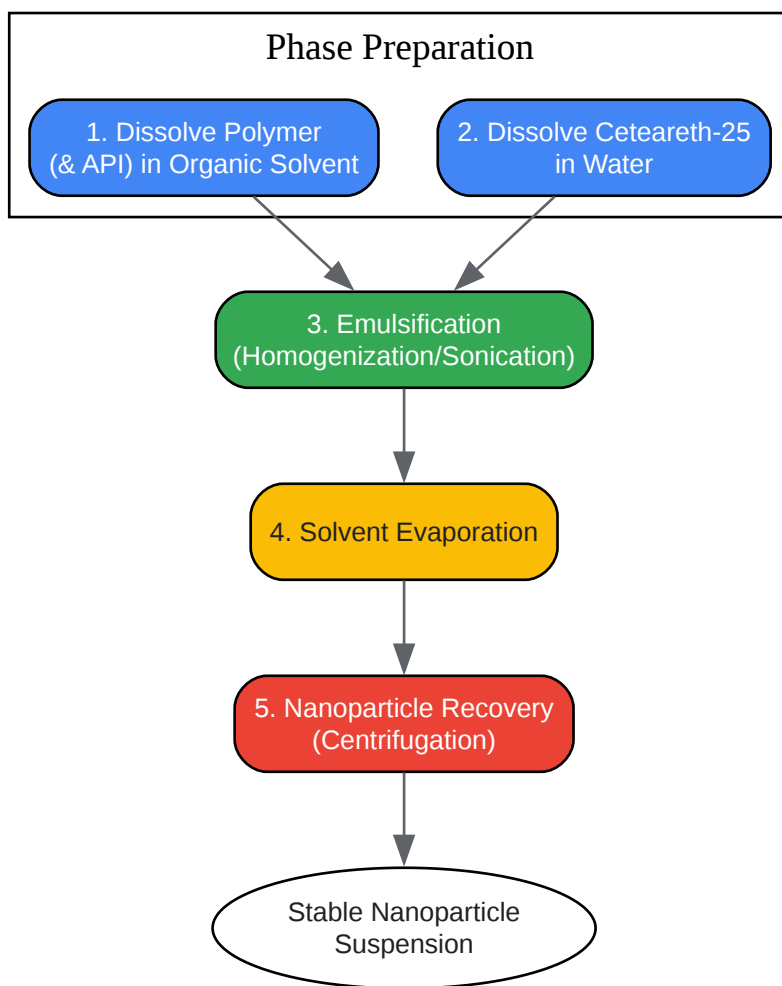 Phase Preparation
1. Dissolve Polymer
(& API) in Organic Solvent
2. Dissolve Ceteareth-25
in Water
3. Emulsification
(Homogenization/Sonication)
4. Solvent Evaporation
5. Nanoparticle Recovery
(Centrifugation)
Stable Nanoparticle
Suspension